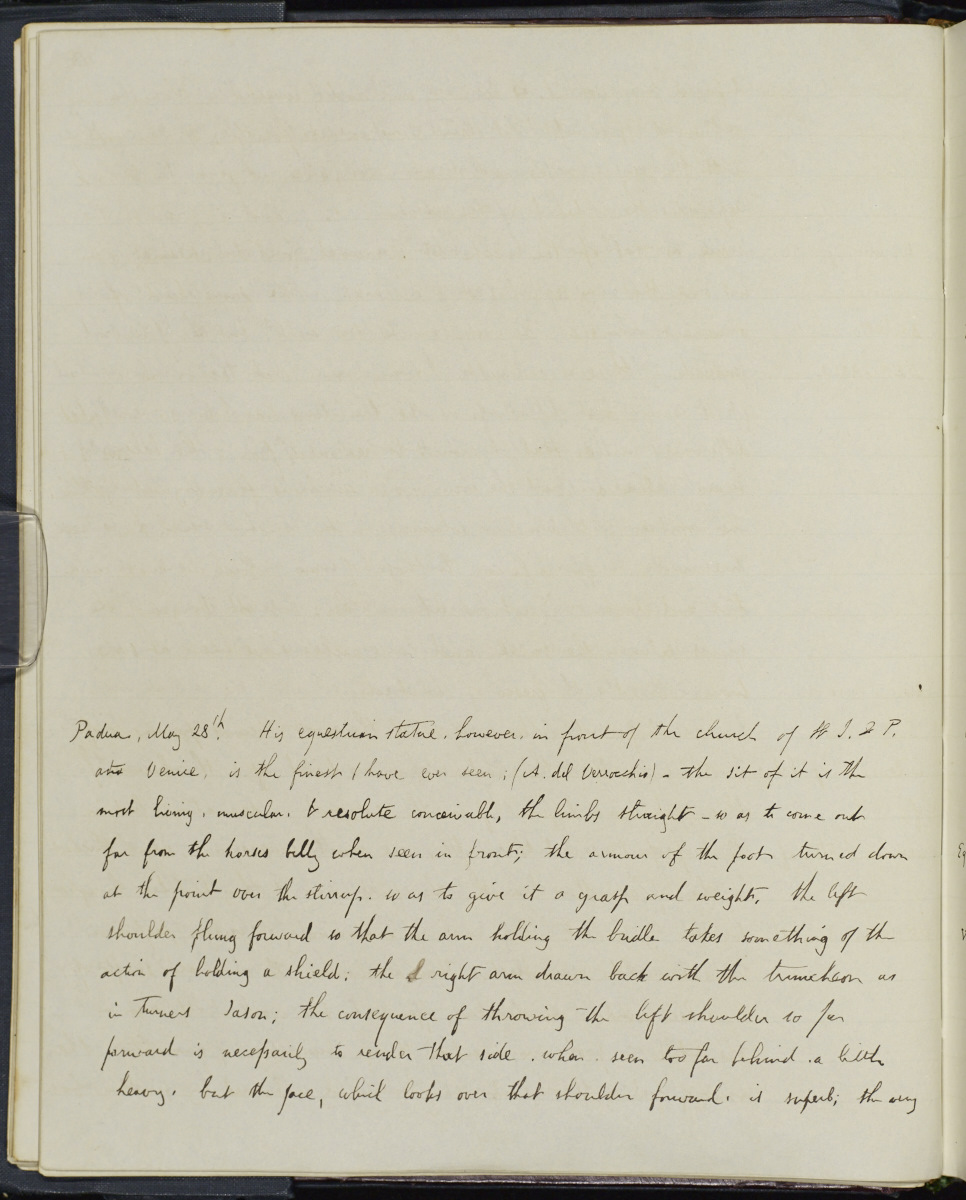 Padua, May 28th. His equestrian statue, however, in front of the church of St J. & P.
and Venice, is the finest I have ever seen; (A. del Verrocchio) - the sit of it is the
most living, muscular, & resolute conceivable, the limbs straight - so as to come out
far from the horses belly when seen in front; the armour of the foot turned down
at the point over the stirrup. so as to give it a grasp and weight, the left
shoulder flung forward so that the arm holding the bridle takes something of the
action of holding a shield; the right arm drawn back with the truncheon as
in Turners Jason; the consequence of throwing the left shoulder so far
forward is necessarily to render that side, when seen too far behind, a little
heavy, but the face, which looks over that shoulder forward, is superb; the any